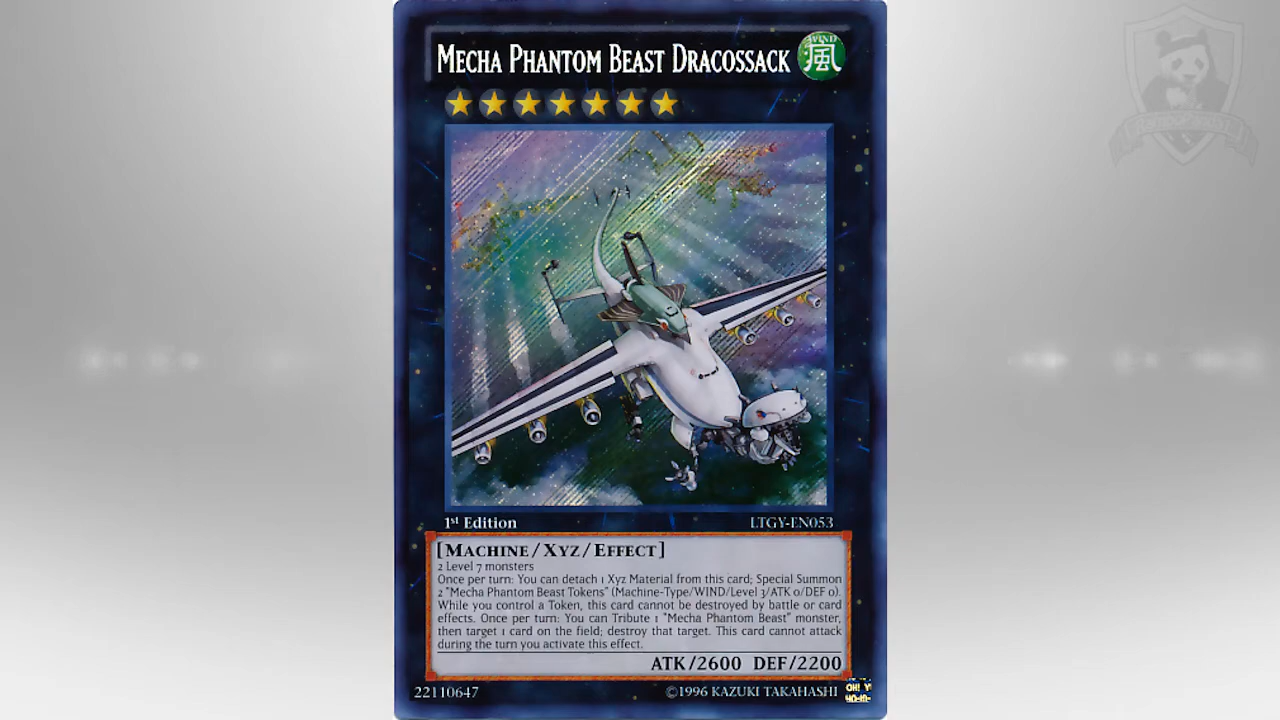 Mecha Phantom Beast Dracossack
WIND
風
1st Edition
LTGY-EN053
[Machine/Xyz/Effect]
2 Level 7 monsters
Once per turn: You can detach 1 Xyz Material from this card; Special Summon
2 "Mecha Phantom Beast Tokens" (Machine-Type/WIND/Level 3/ATK 0/DEF 0).
While you control a Token, this card cannot be destroyed by battle or card
effects. Once per turn: You can Tribute 1 "Mecha Phantom Beast" monster,
then target 1 card on the field; destroy that target. This card cannot attack
during the turn you activate this effect.
ATK/2600 DEF/2200
22110647
©1996 KAZUKI TAKAHASHI